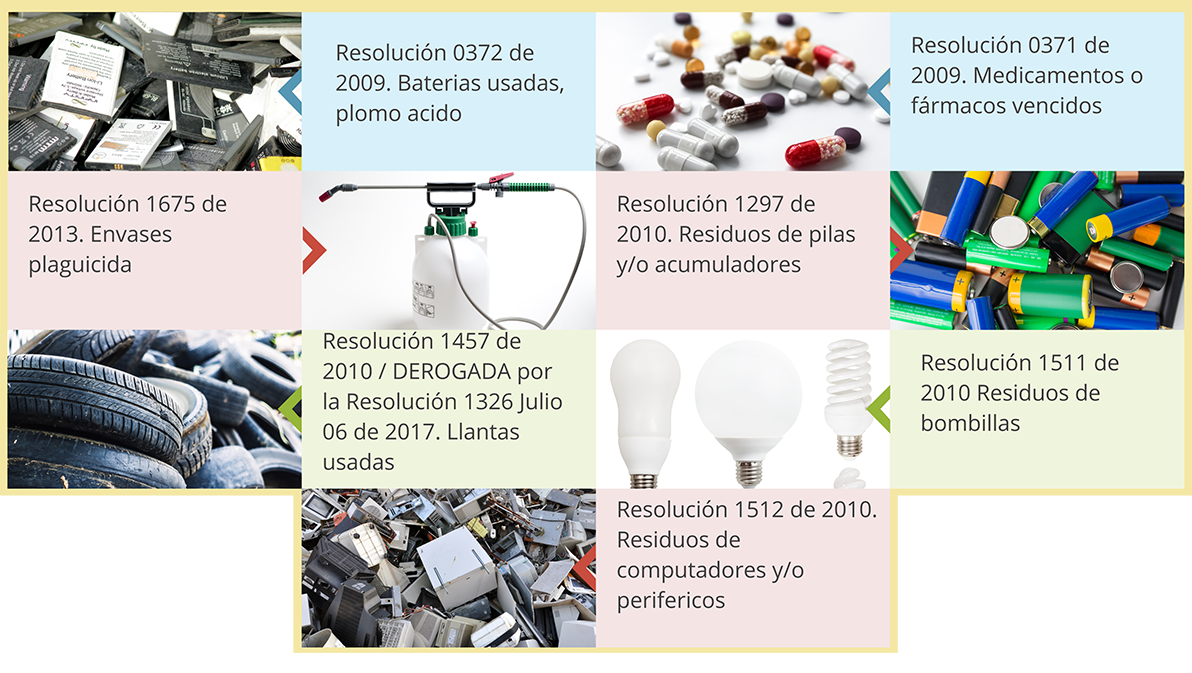 Resolución 0372 de
2009. Baterias usadas,
plomo acido
Resolución 0371 de
2009. Medicamentos o
fármacos vencidos
Resolución 1675 de
2013. Envases
plaguicida
Resolución 1297 de
2010. Residuos de pilas
y/o acumuladores
Resolución 1457 de
2010 / DEROGADA por
la Resolución 1326 Julio
06 de 2017. Llantas
usadas
Resolución 1511 de
2010 Residuos de
bombillas
Resolución 1512 de 2010.
Residuos de
computadores y/o
perifericos